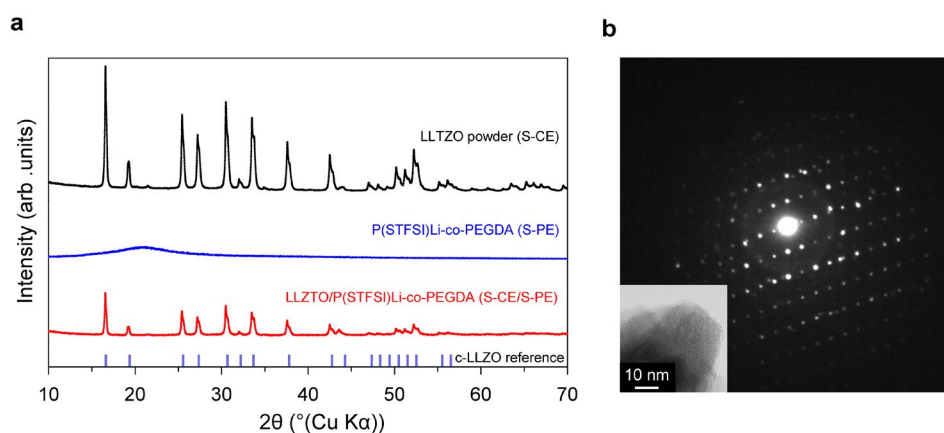 a
b
Intensity (arb .units)
LLTZO powder (S-CE)
P(STFSI)Li-co-PEGDA (S-PE)
LLZTO/P(STFSI)Li-co-PEGDA (S-CE/S-PE)
c-LLZO reference
10 20 30 40 50 60 70
2θ (°(Cu Kα))
10 nm